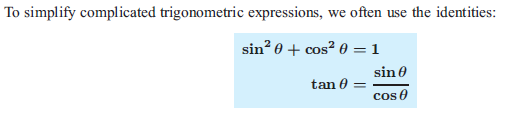 To simplify complicated trigonometric expressions, we often use the identities:
sin² θ + cos² θ = 1
tan θ = sin θ / cos θ